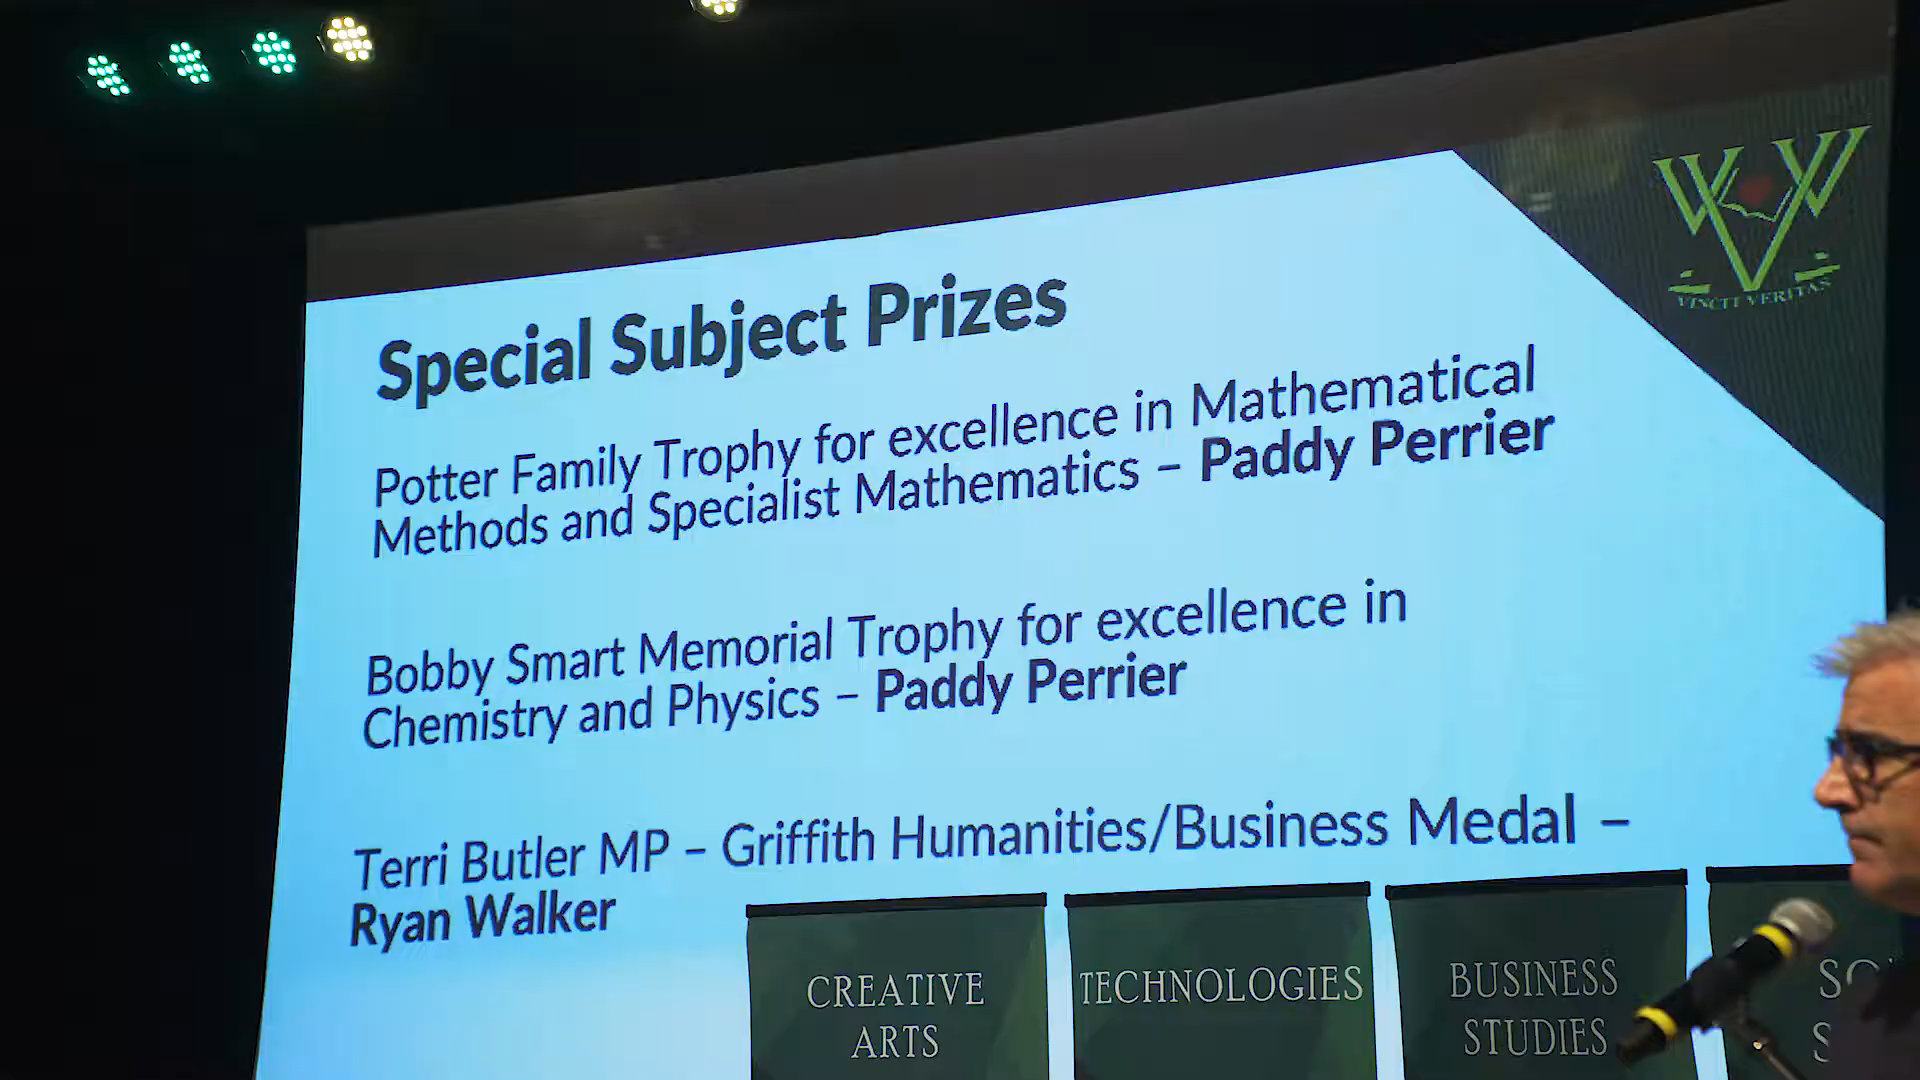 VINCIT VERITAS
Special Subject Prizes
Potter Family Trophy for excellence in Mathematical
Methods and Specialist Mathematics – Paddy Perrier
Bobby Smart Memorial Trophy for excellence in
Chemistry and Physics – Paddy Perrier
Terri Butler MP – Griffith Humanities/Business Medal –
Ryan Walker
CREATIVE
ARTS
TECHNOLOGIES
BUSINESS
STUDIES